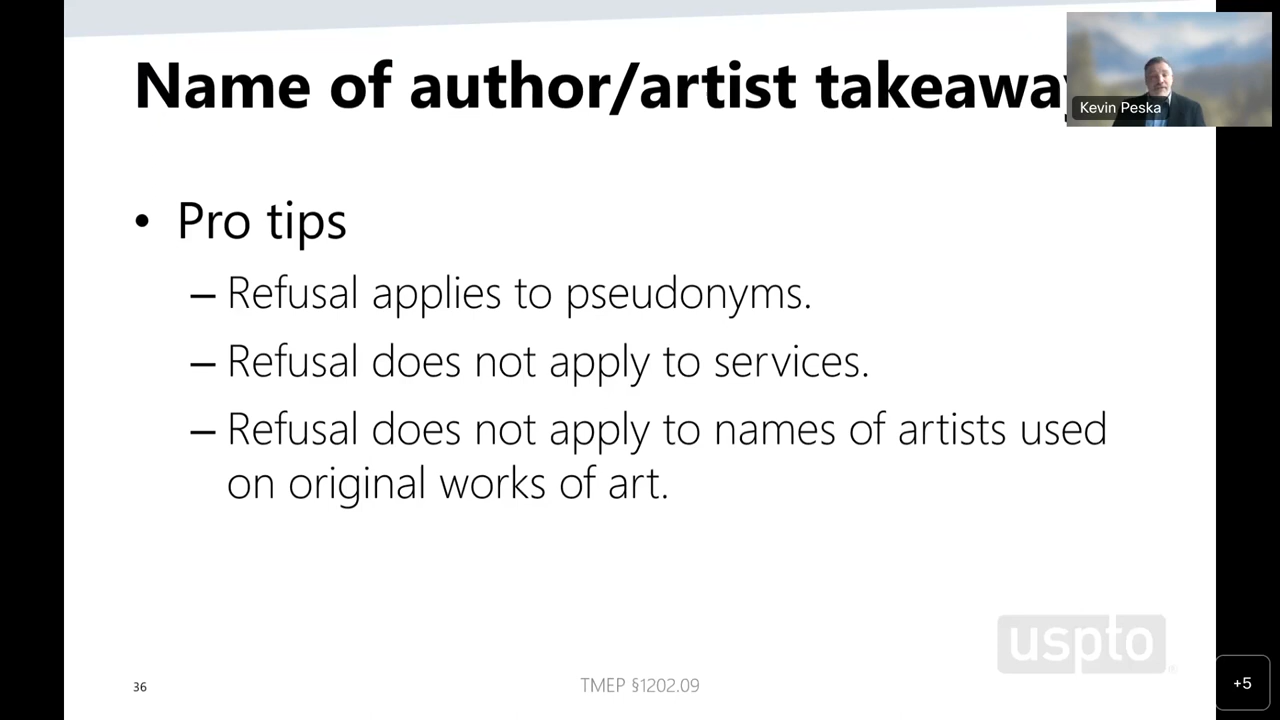 Name of author/artist takeaway
Kevin Peska
• Pro tips
– Refusal applies to pseudonyms.
– Refusal does not apply to services.
– Refusal does not apply to names of artists used
on original works of art.
uspto®
36
TMEP §1202.09
+5